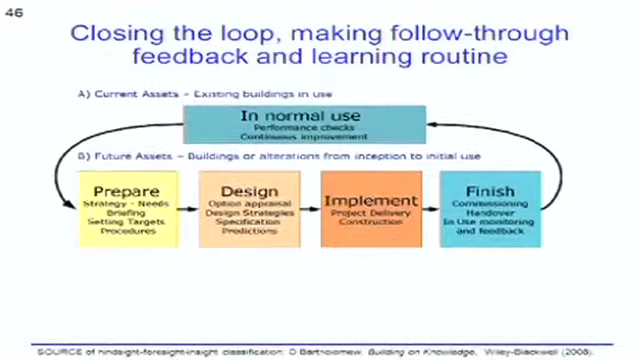 46
Closing the loop, making follow-through
feedback and learning routine
A) Current Assets – Existing buildings in use
In normal use
Performance checks
Continuous improvement
B) Future Assets – Buildings or alterations from inception to initial use
Prepare
Strategy - Needs
Briefing
Setting Targets
Procedures
Design
Option appraisal
Design Strategies
Specification
Predictions
Implement
Project Delivery
Construction
Finish
Commissioning
Handover
In Use monitoring
and feedback
SOURCE of hindsight-foresight-insight classification: D Bartholomew, Building on Knowledge, Wiley-Blackwell (2008).